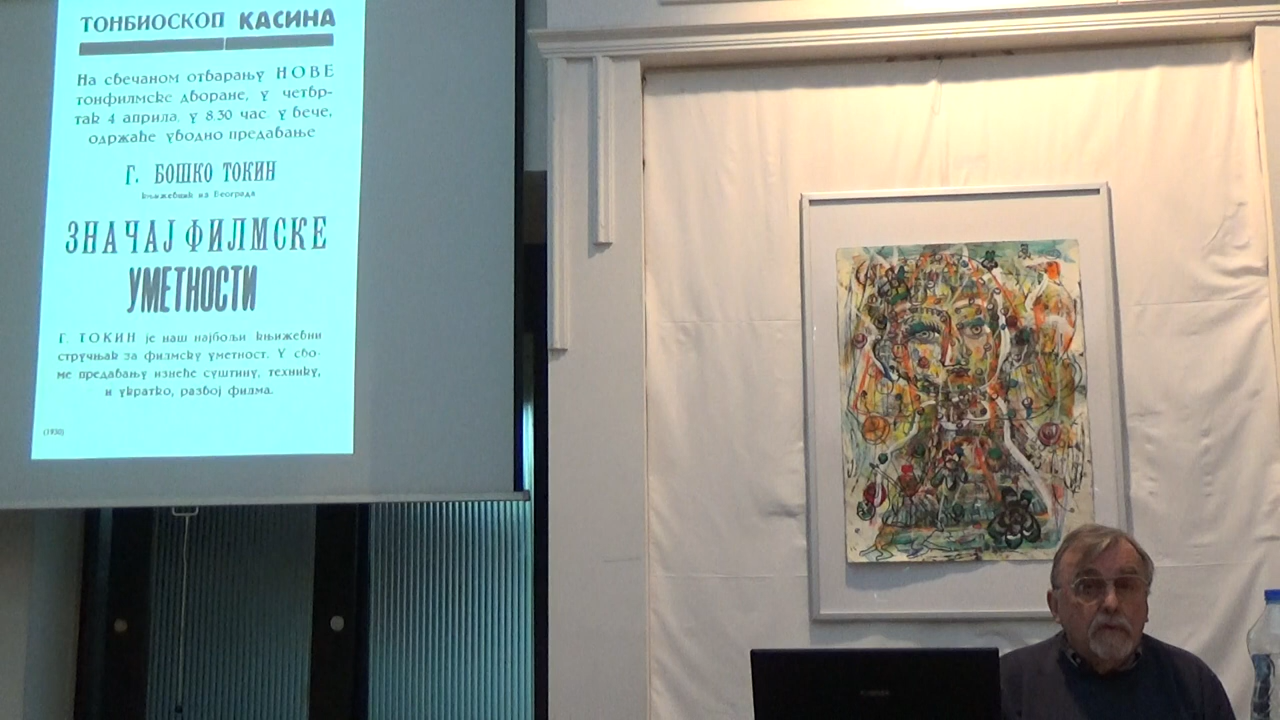 ТОНБИОСКОП КАСИНА
На свечаном отварању НОВЕ
тонфилмске дворане, у четвр-
так 4 априла, у 8.30 час. у вече,
одржаће уводно предавање
Г. БОШКО ТОКИН
књижевник из Београда
ЗНАЧАЈ ФИЛМСКЕ
УМЕТНОСТИ
Г. ТОКИН је наш најбољи књижевни
стручњак за филмску уметност. У сво-
ме предавању изнеће суштину, технику,
и укратко, развој филма.
(1930)